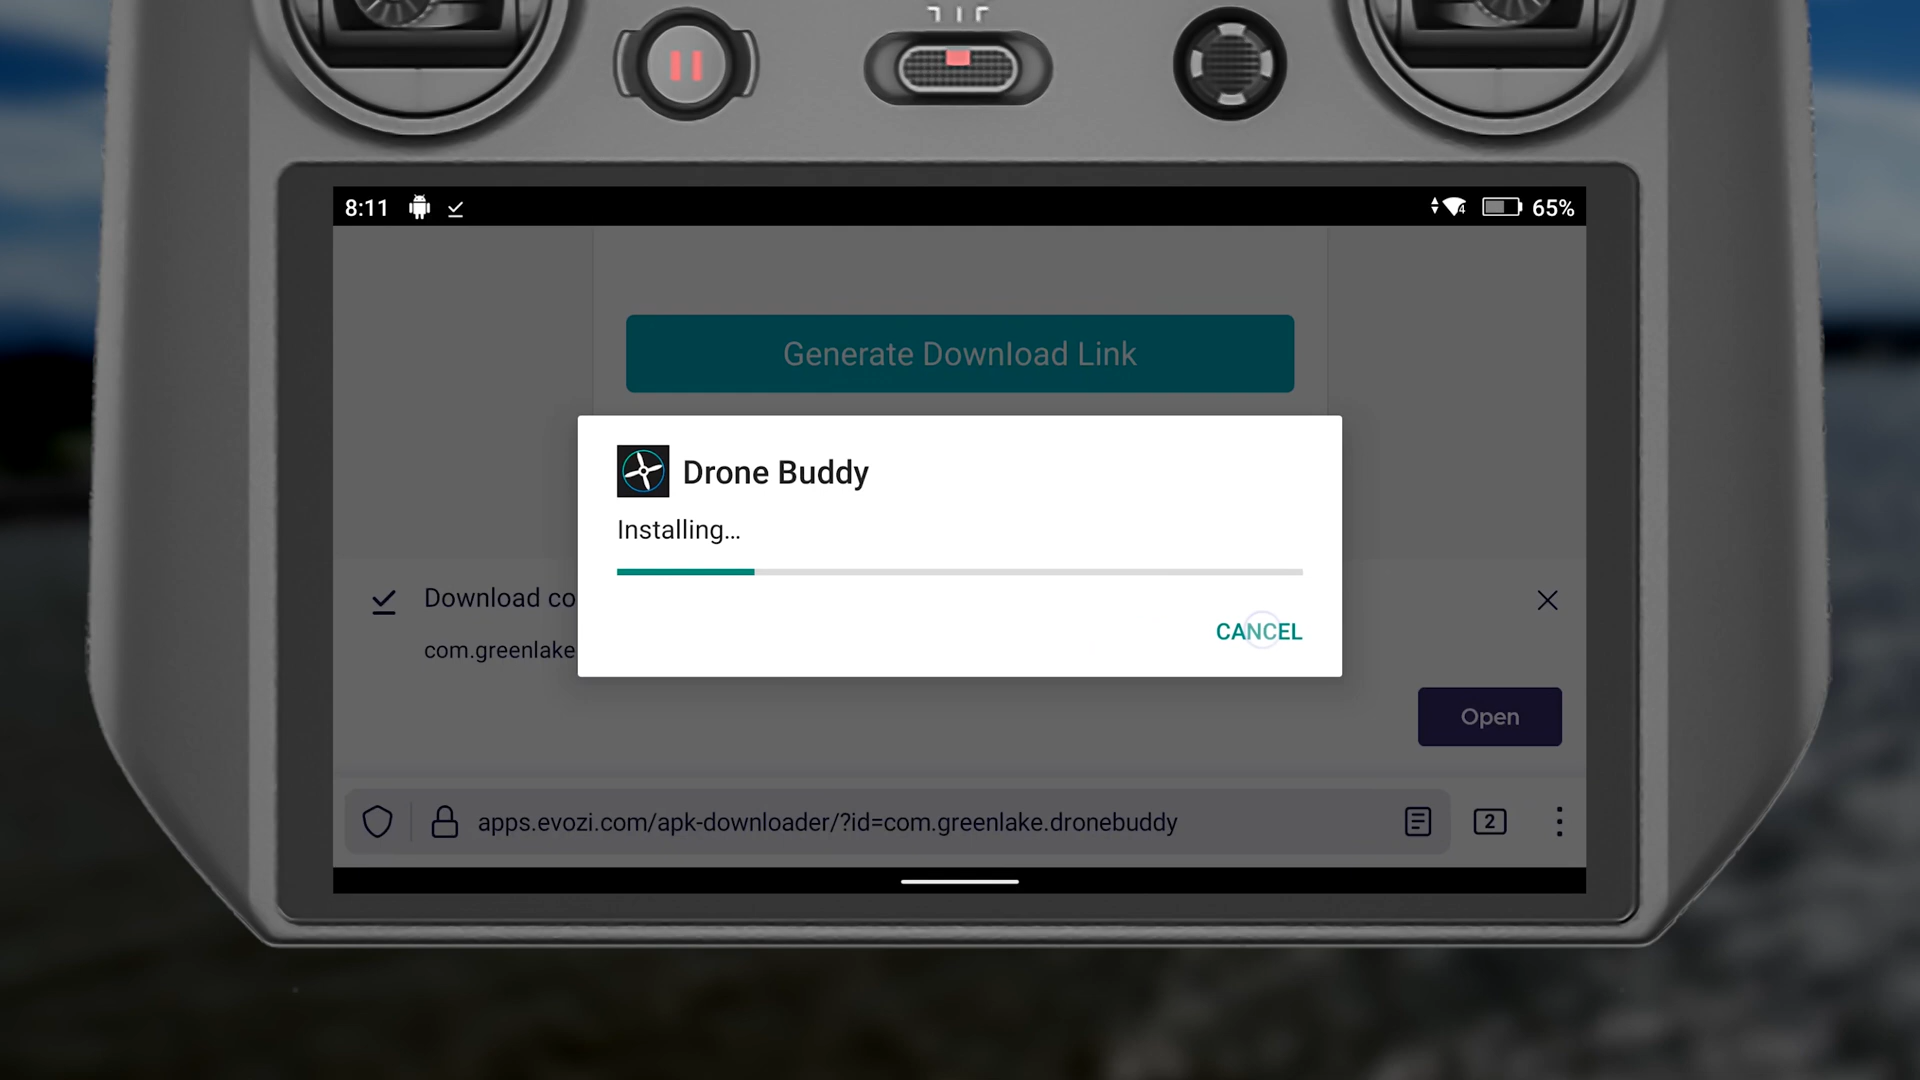 8:11
65%
Generate Download Link
Drone Buddy
Installing...
Download co
com.greenlake
CANCEL
Open
apps.evozi.com/apk-downloader/?id=com.greenlake.dronebuddy
2